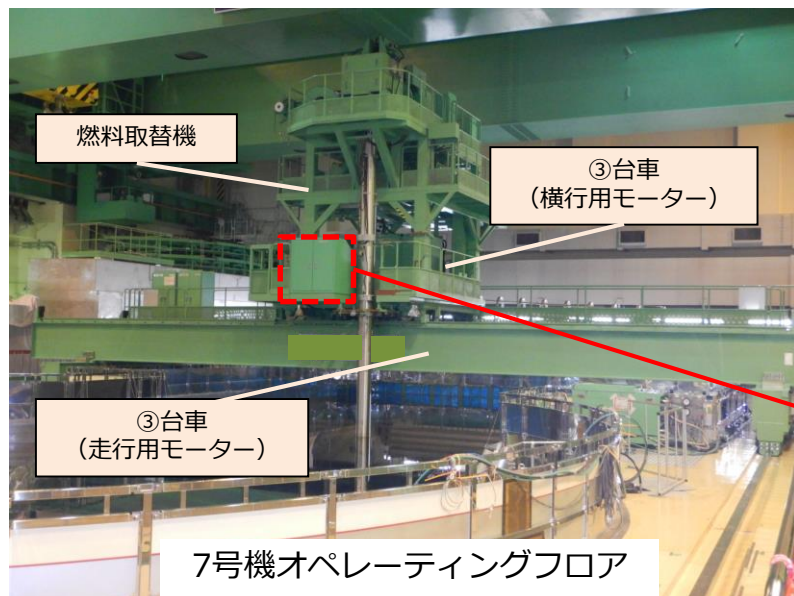 燃料取替機
③台車
（横行用モーター）
③台車
（走行用モーター）
7号機オペレーティングフロア